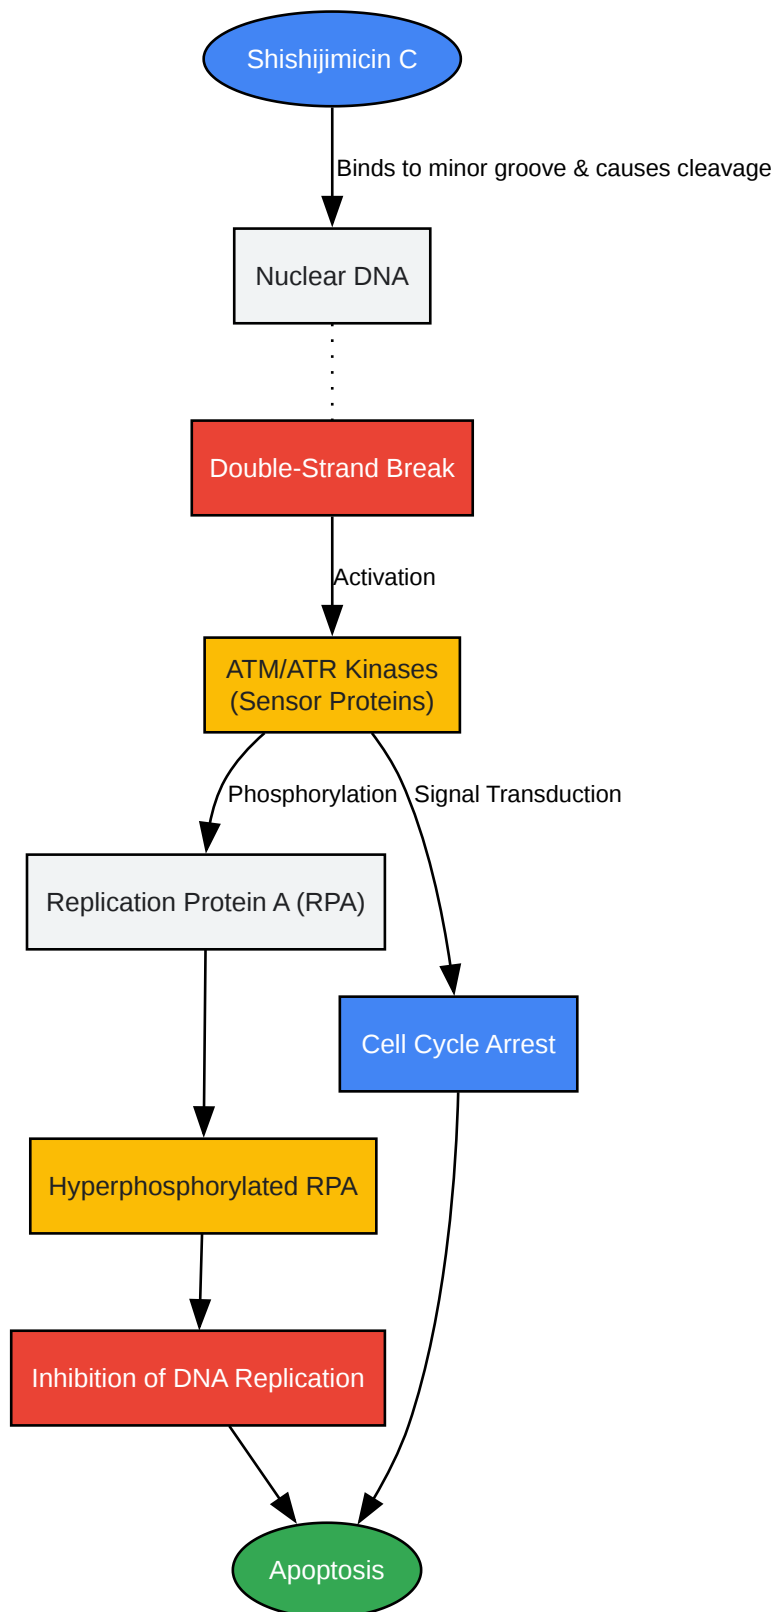 Shishijimicin C
Binds to minor groove & causes cleavage
Nuclear DNA
Double-Strand Break
Activation
ATM/ATR Kinases
(Sensor Proteins)
Phosphorylation
Signal Transduction
Replication Protein A (RPA)
Cell Cycle Arrest
Hyperphosphorylated RPA
Inhibition of DNA Replication
Apoptosis